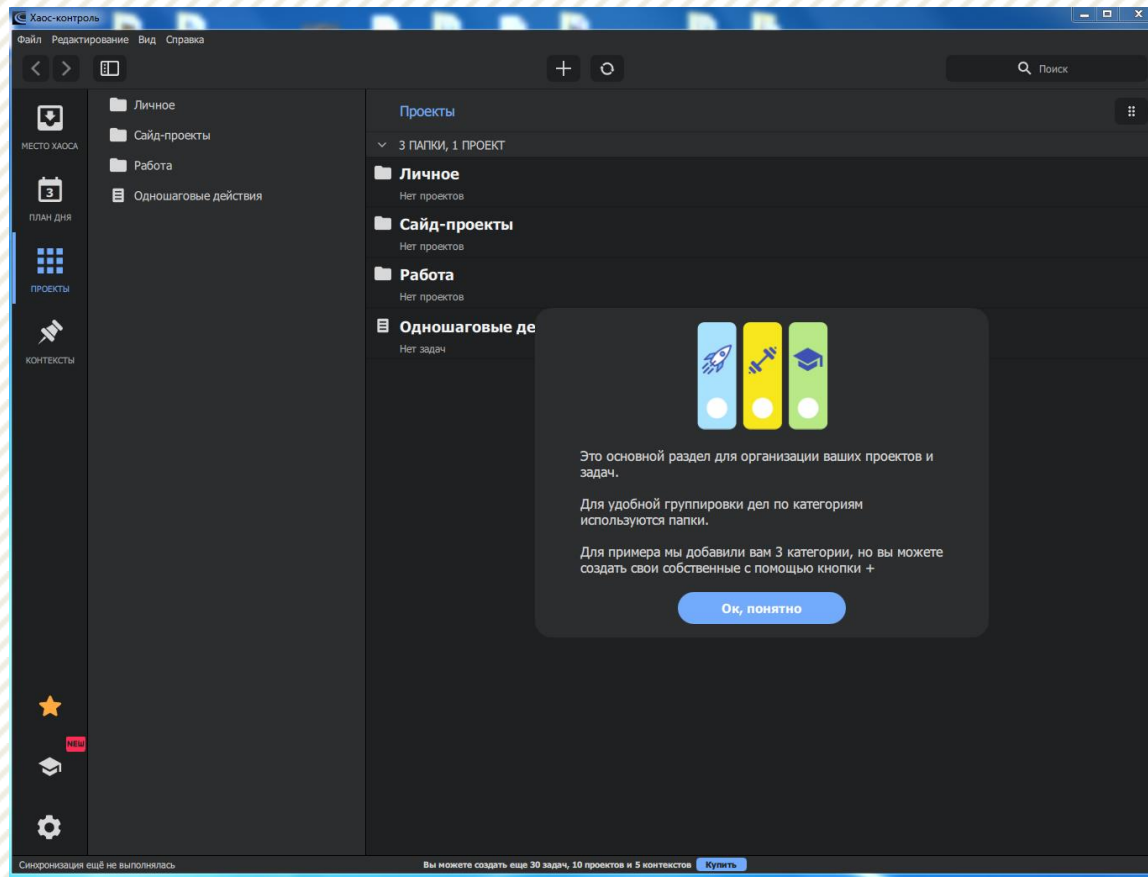 Хаос-контроль
Файл Редактирование Вид Справка
Поиск
МЕСТО ХАОСА
3
ПЛАН ДНЯ
ПРОЕКТЫ
КОНТЕКСТЫ
NEW
Личное
Сайд-проекты
Работа
Одношаговые действия
Проекты
3 ПАПКИ, 1 ПРОЕКТ
Личное
Нет проектов
Сайд-проекты
Нет проектов
Работа
Нет проектов
Одношаговые де
Нет задач
Это основной раздел для организации ваших проектов и
задач.
Для удобной группировки дел по категориям
используются папки.
Для примера мы добавили вам 3 категории, но вы можете
создать свои собственные с помощью кнопки +
Ок, понятно
Синхронизация ещё не выполнялась
Вы можете создать еще 30 задач, 10 проектов и 5 контекстов Купить